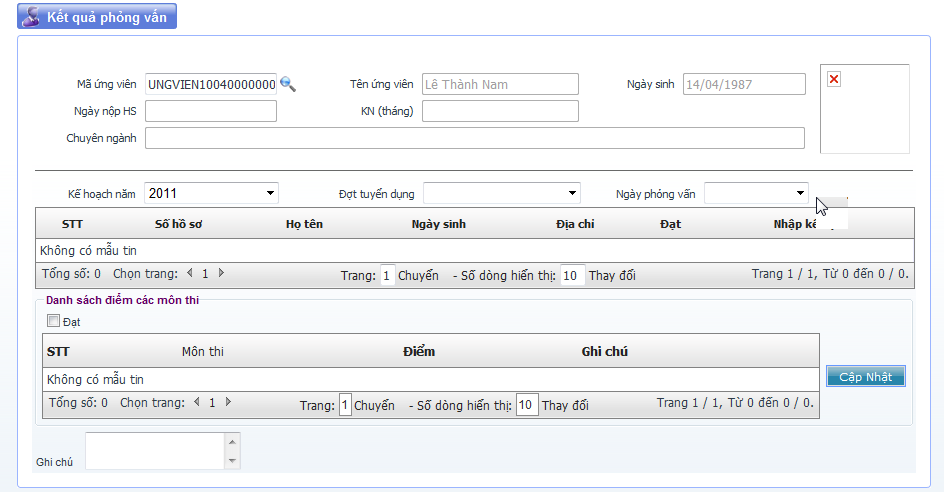 Kết quả phỏng vấn
Mã ứng viên UNGVIEN10040000000 Tên ứng viên Lê Thành Nam Ngày sinh 14/04/1987
Ngày nộp HS KN (tháng)
Chuyên ngành
Kế hoạch năm 2011 Đợt tuyển dụng Ngày phỏng vấn
STT Số hồ sơ Họ tên Ngày sinh Địa chỉ Đạt Nhập
Không có mẫu tin
Tổng số: 0 Chọn trang: 1 Trang: 1 Chuyển - Số dòng hiển thị: 10 Thay đổi Trang 1 / 1, Từ 0 đến 0 / 0.
Danh sách điểm các môn thi
Đạt
STT Môn thi Điểm Ghi chú
Không có mẫu tin
Cập Nhật
Tổng số: 0 Chọn trang: 1 Trang: 1 Chuyển - Số dòng hiển thị: 10 Thay đổi Trang 1 / 1, Từ 0 đến 0 / 0.
Ghi chú